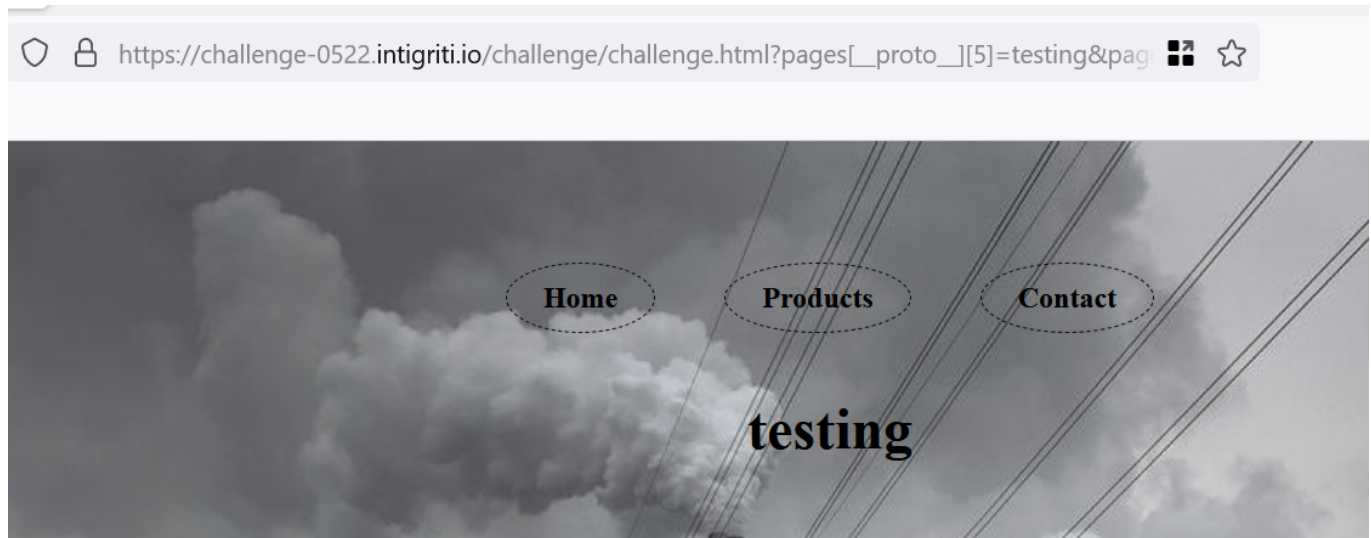 https://challenge-0522.intigriti.io/challenge/challenge.html?pages[__proto__][5]=testing&pag
Home Products Contact
testing